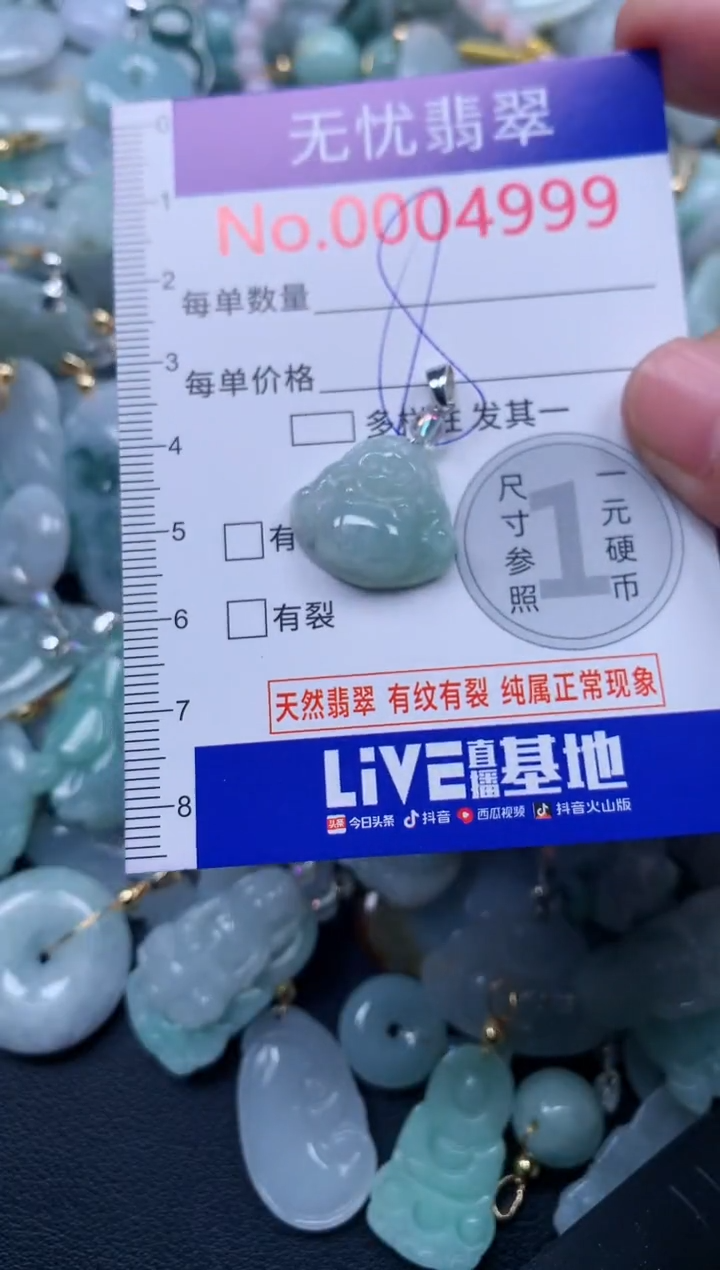 无忧翡翠
No.0004999
0
1
2
每单数量
3
每单价格
多 发其一
4
尺寸参照
1
一元硬币
5
有
6
有裂
天然翡翠 有纹有裂 纯属正常现象
7
LiVE直播基地
8
头条 今日头条 抖音 西瓜视频 抖音火山版